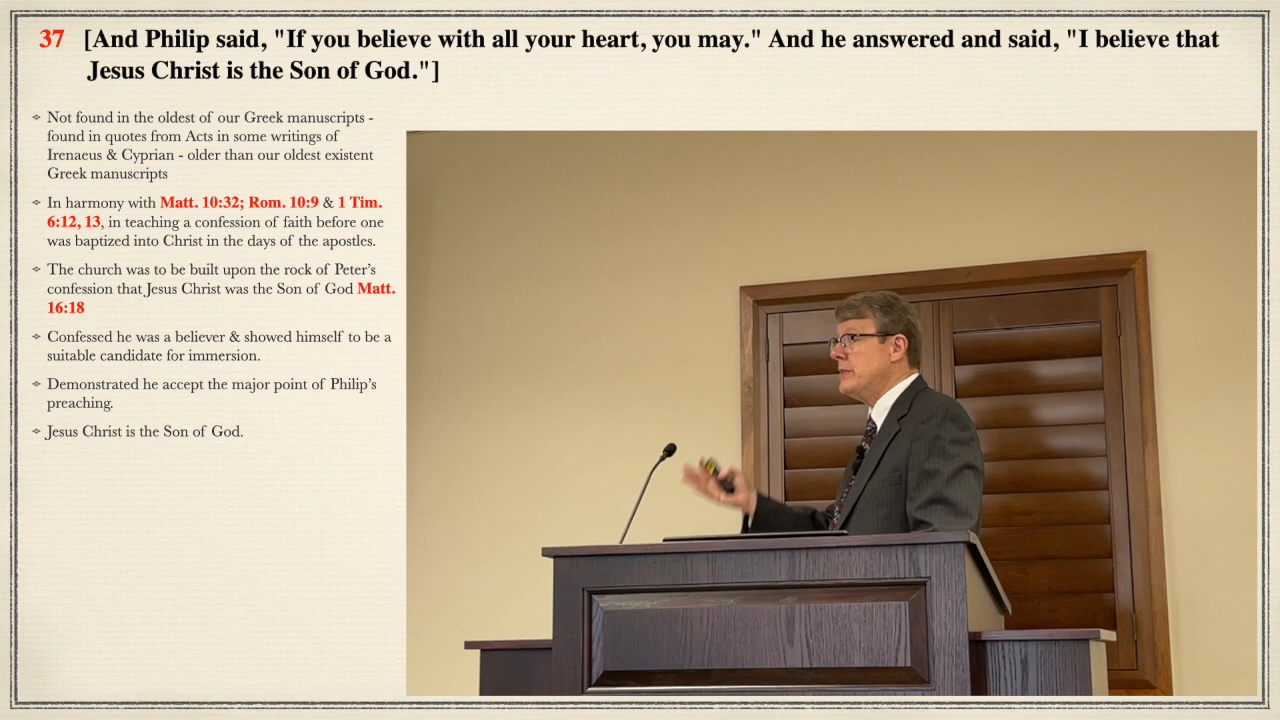 37 [And Philip said, "If you believe with all your heart, you may." And he answered and said, "I believe that
Jesus Christ is the Son of God."]
Not found in the oldest of our Greek manuscripts -
found in quotes from Acts in some writings of
Irenaeus & Cyprian - older than our oldest existent
Greek manuscripts
In harmony with Matt. 10:32; Rom. 10:9 & 1 Tim.
6:12, 13, in teaching a confession of faith before one
was baptized into Christ in the days of the apostles.
The church was to be built upon the rock of Peter's
confession that Jesus Christ was the Son of God Matt.
16:18
Confessed he was a believer & showed himself to be a
suitable candidate for immersion.
Demonstrated he accept the major point of Philip's
preaching.
Jesus Christ is the Son of God.